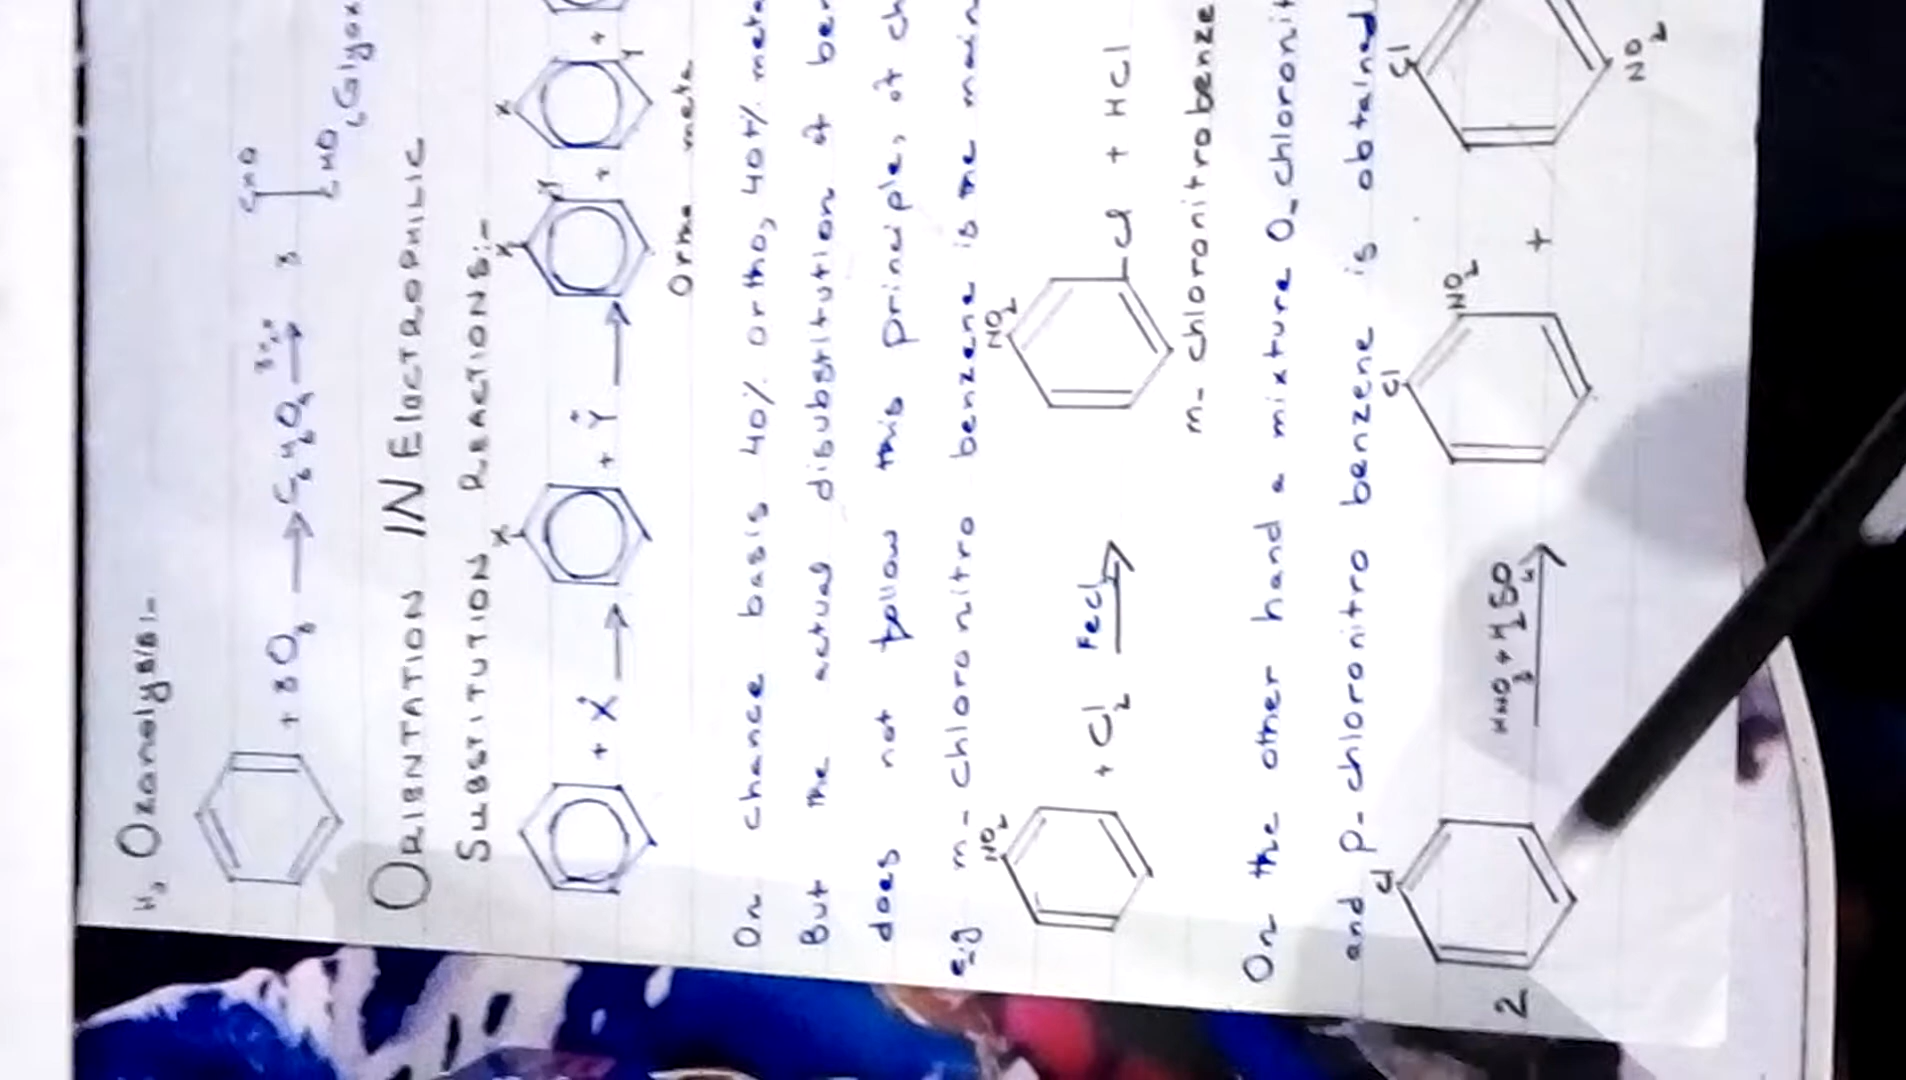 H, Ozonolysis:-
+ 3O3 → C6H6O9 → 3 CHO
CHO
ORIENTATION IN ElECTROPHILIC
SUBSTITUTION REACTIONS:-
X X X
+ X → + Y → Y + Y +
Ortho meta
On chance basis 40% ortho, 40% meta
But the actual disubstitution of
does not follow this principle, of
e.g m-chloronitro benzene is the main
NO2 NO2
+ Cl2 FeCl3 → Cl + HCl
m-chloronitrobenze
On the other hand a mixture O-chloronit
and p-chloronitro benzene is obtained
Cl Cl Cl
2 HNO3 + H2SO4 → NO2 + NO2